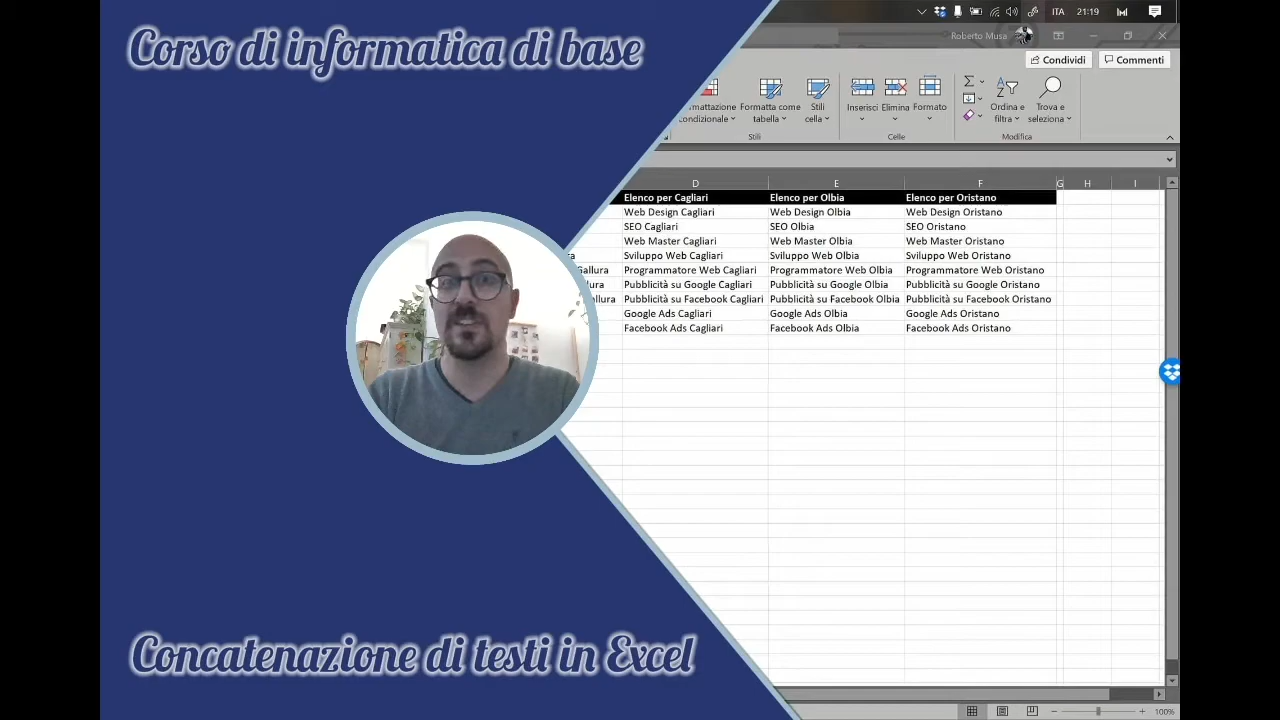 Corso di informatica di base
ITA 21:19
Roberto Muse
Condividi Commenti
Formatta come tabella
Stili cella
Inserisci Elimina Formato
Ordina e filtra
Trova e seleziona
Stili Celle Modifica
D E F G H I
Elenco per Cagliari Elenco per Olbia Elenco per Oristano
Web Design Cagliari Web Design Olbia Web Design Oristano
SEO Cagliari SEO Olbia SEO Oristano
Web Master Cagliari Web Master Olbia Web Master Oristano
Sviluppo Web Cagliari Sviluppo Web Olbia Sviluppo Web Oristano
Gallura Programmatore Web Cagliari Programmatore Web Olbia Programmatore Web Oristano
Pubblicità su Google Cagliari Pubblicità su Google Olbia Pubblicità su Google Oristano
Pubblicità su Facebook Cagliari Pubblicità su Facebook Olbia Pubblicità su Facebook Oristano
Google Ads Cagliari Google Ads Olbia Google Ads Oristano
Facebook Ads Cagliari Facebook Ads Olbia Facebook Ads Oristano
Concatenazione di testi in Excel
100%